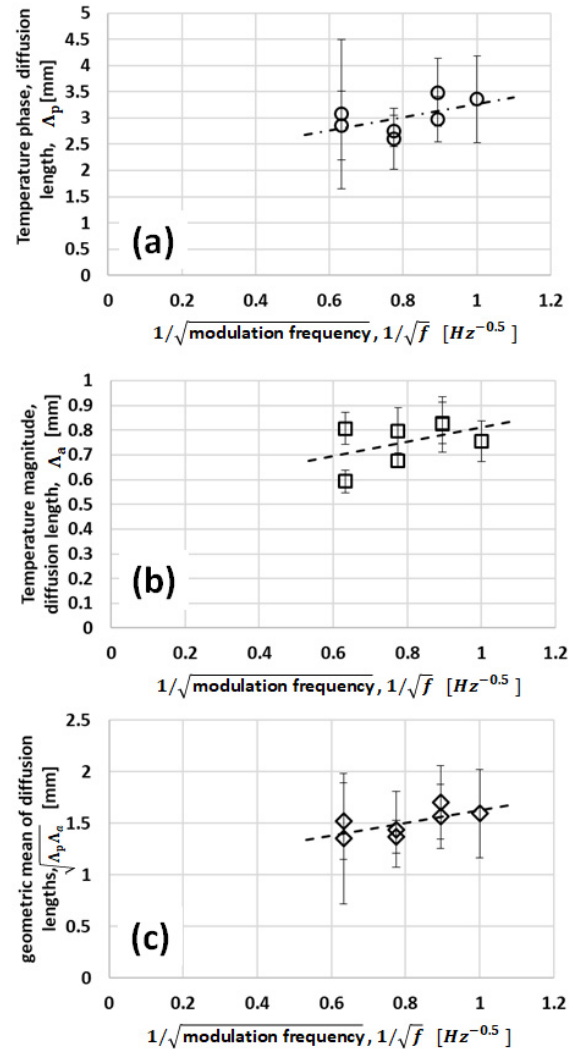 Temperature phase, diffusion
length, Λp [mm]
5
4.5
4
3.5
3
2.5
2
1.5
1
0.5
0
(a)
0 0.2 0.4 0.6 0.8 1 1.2
1/√modulation frequency, 1/√f [Hz⁻⁰·⁵ ]
Temperature magnitude,
diffusion length, Λa [mm]
1
0.9
0.8
0.7
0.6
0.5
0.4
0.3
0.2
0.1
0
(b)
0 0.2 0.4 0.6 0.8 1 1.2
1/√modulation frequency, 1/√f [Hz⁻⁰·⁵ ]
geometric mean of diffusion
lengths, √ΛpΛa [mm]
2.5
2
1.5
1
0.5
0
(c)
0 0.2 0.4 0.6 0.8 1 1.2
1/√modulation frequency, 1/√f [Hz⁻⁰·⁵ ]